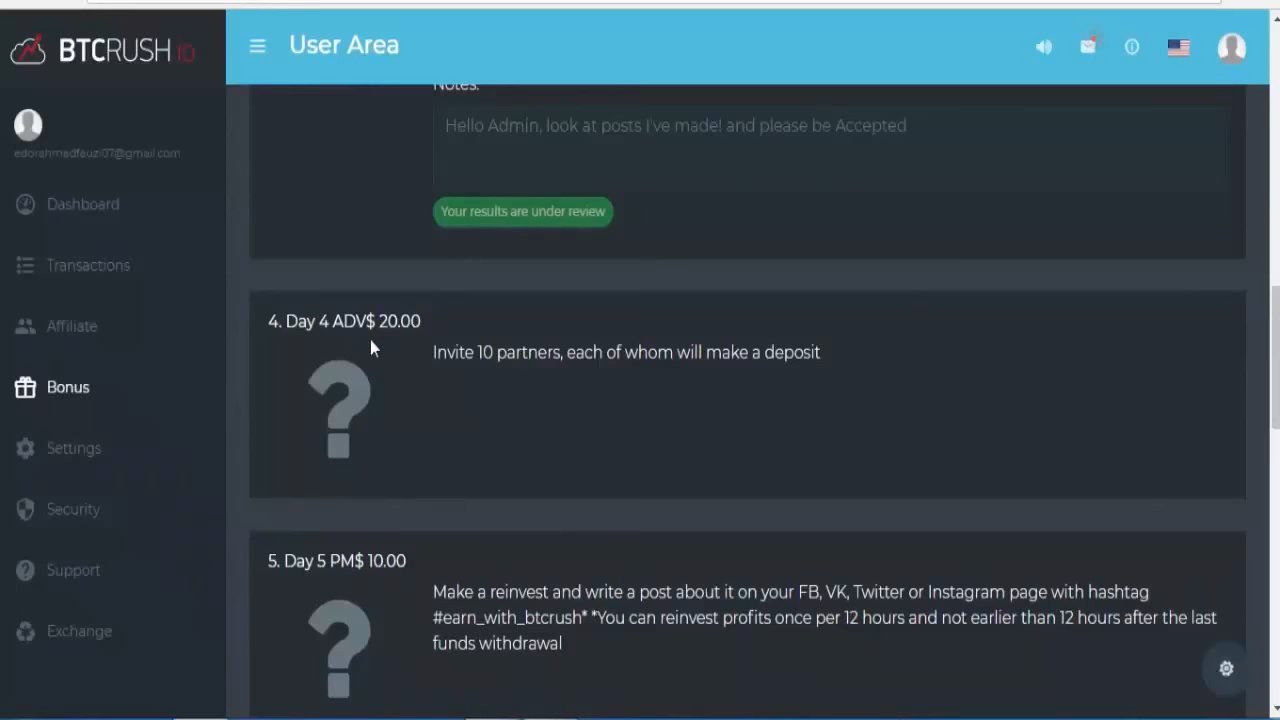 BTCRUSH IO
User Area
edorahmadfauzi07@gmail.com
Dashboard
Transactions
Affiliate
Bonus
Settings
Security
Support
Exchange
Notes:
Hello Admin, look at posts I've made! and please be Accepted
Your results are under review
4. Day 4 ADV$ 20.00
Invite 10 partners, each of whom will make a deposit
5. Day 5 PM$ 10.00
Make a reinvest and write a post about it on your FB, VK, Twitter or Instagram page with hashtag
#earn_with_btcrush* *You can reinvest profits once per 12 hours and not earlier than 12 hours after the last
funds withdrawal